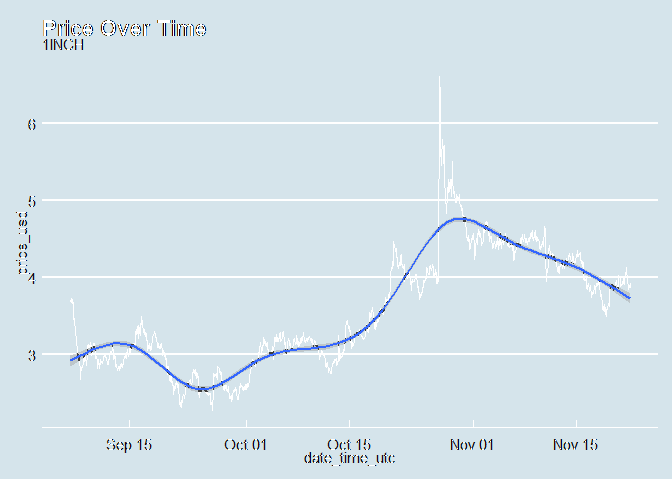 Price Over Time
1INCH
6
5
4
3
price_usd
Sep 15
Oct 01
Oct 15
Nov 01
Nov 15
date_time_utc